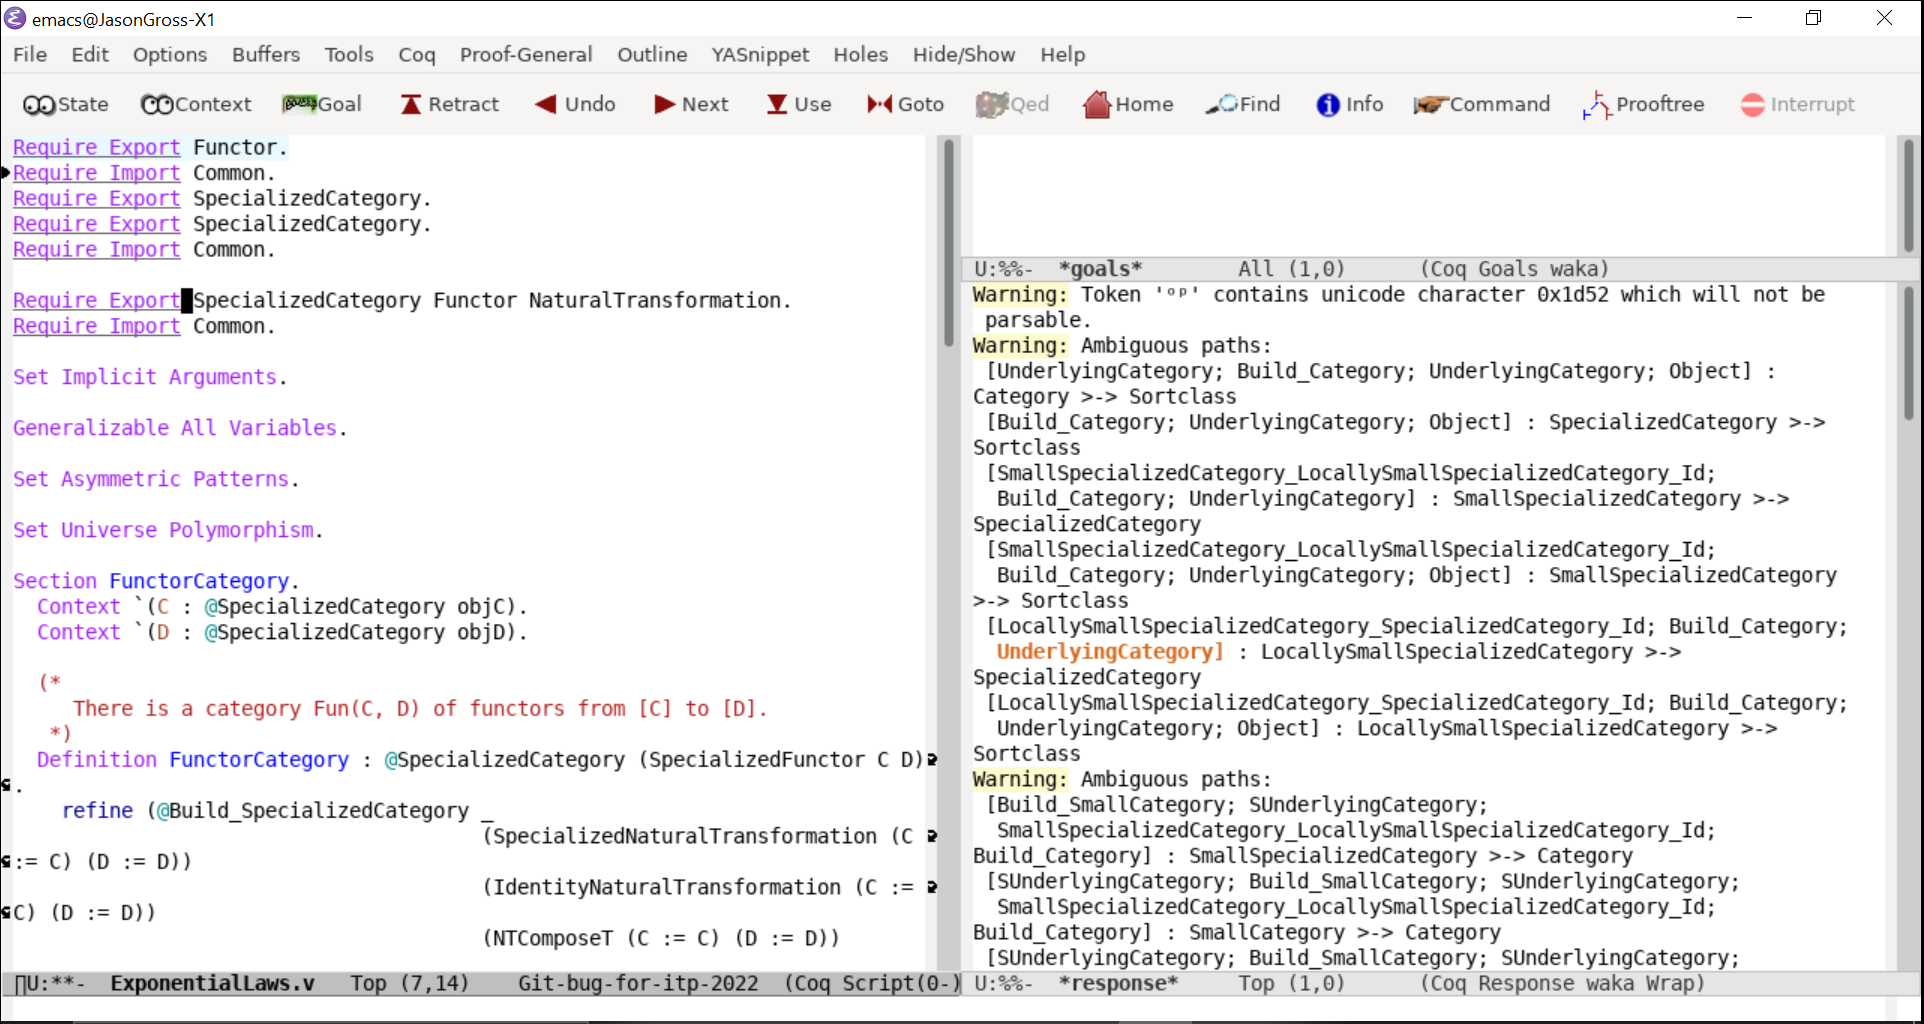 emacs@JasonGross-X1
File Edit Options Buffers Tools Coq Proof-General Outline YASnippet Holes Hide/Show Help
State Context Goal Retract Undo Next Use Goto Qed Home Find Info Command Prooftree Interrupt
Require Export Functor.
Require Import Common.
Require Export SpecializedCategory.
Require Export SpecializedCategory.
Require Import Common.
Require Export SpecializedCategory Functor NaturalTransformation.
Require Import Common.
Set Implicit Arguments.
Generalizable All Variables.
Set Asymmetric Patterns.
Set Universe Polymorphism.
Section FunctorCategory.
Context `(C : @SpecializedCategory objC).
Context `(D : @SpecializedCategory objD).
(*
There is a category Fun(C, D) of functors from [C] to [D].
*)
Definition FunctorCategory : @SpecializedCategory (SpecializedFunctor C D)
.
refine (@Build_SpecializedCategory _
(SpecializedNaturalTransformation (C
:= C) (D := D))
(IdentityNaturalTransformation (C :=
C) (D := D))
(NTComposeT (C := C) (D := D))
U:**- ExponentialLaws.v Top (7,14) Git-bug-for-itp-2022 (Coq Script(0-)
U:%%- *goals* All (1,0) (Coq Goals waka)
Warning: Token 'ᵒᵖ' contains unicode character 0x1d52 which will not be
parsable.
Warning: Ambiguous paths:
[UnderlyingCategory; Build_Category; UnderlyingCategory; Object] :
Category >-> Sortclass
[Build_Category; UnderlyingCategory; Object] : SpecializedCategory >->
Sortclass
[SmallSpecializedCategory_LocallySmallSpecializedCategory_Id;
Build_Category; UnderlyingCategory] : SmallSpecializedCategory >->
SpecializedCategory
[SmallSpecializedCategory_LocallySmallSpecializedCategory_Id;
Build_Category; UnderlyingCategory; Object] : SmallSpecializedCategory
>-> Sortclass
[LocallySmallSpecializedCategory_SpecializedCategory_Id; Build_Category;
UnderlyingCategory] : LocallySmallSpecializedCategory >->
SpecializedCategory
[LocallySmallSpecializedCategory_SpecializedCategory_Id; Build_Category;
UnderlyingCategory; Object] : LocallySmallSpecializedCategory >->
Sortclass
Warning: Ambiguous paths:
[Build_SmallCategory; SUnderlyingCategory;
SmallSpecializedCategory_LocallySmallSpecializedCategory_Id;
Build_Category] : SmallSpecializedCategory >-> Category
[SUnderlyingCategory; Build_SmallCategory; SUnderlyingCategory;
SmallSpecializedCategory_LocallySmallSpecializedCategory_Id;
Build_Category] : SmallCategory >-> Category
[SUnderlyingCategory; Build_SmallCategory; SUnderlyingCategory;
U:%%- *response* Top (1,0) (Coq Response waka Wrap)